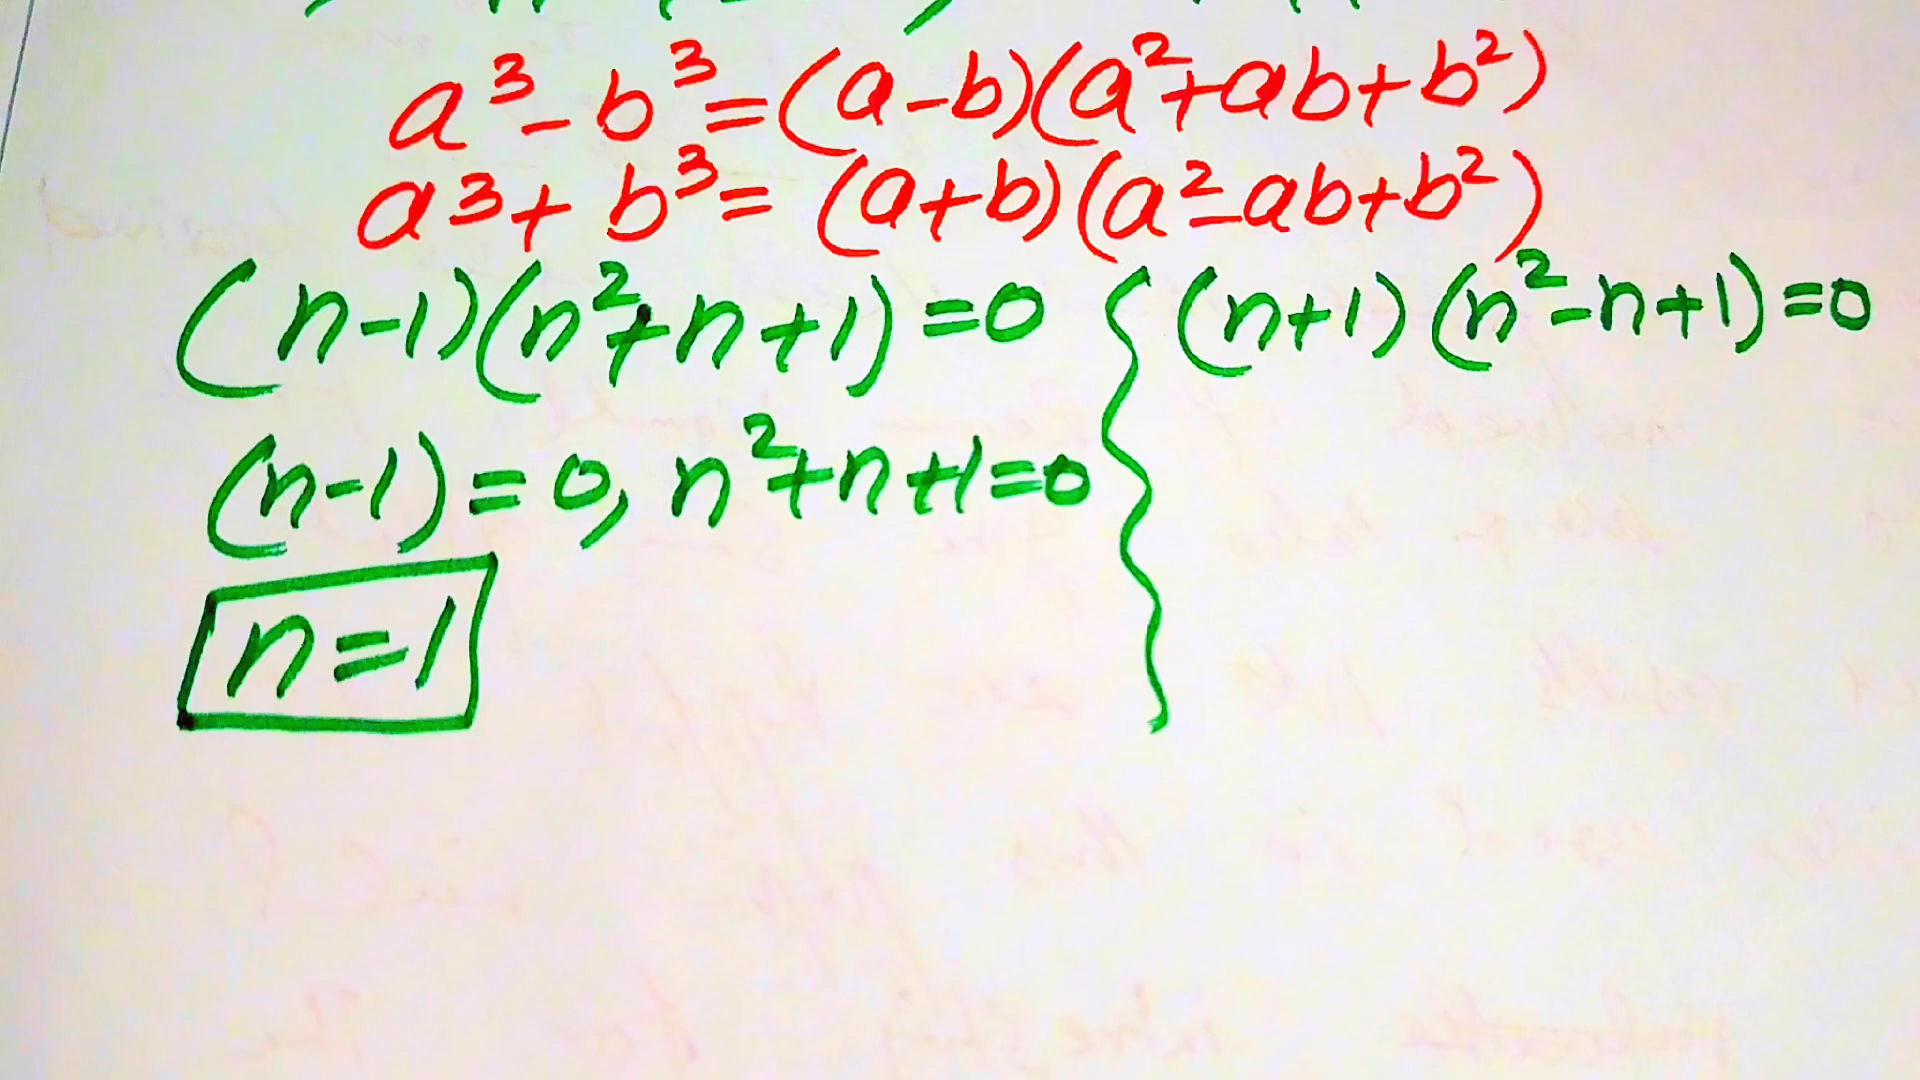 a³-b³=(a-b)(a²+ab+b²)
a³+b³=(a+b)(a²-ab+b²)
(n-1)(n²+n+1)=0 { (n+1)(n²-n+1)=0
(n-1)=0, n²+n+1=0
n=1